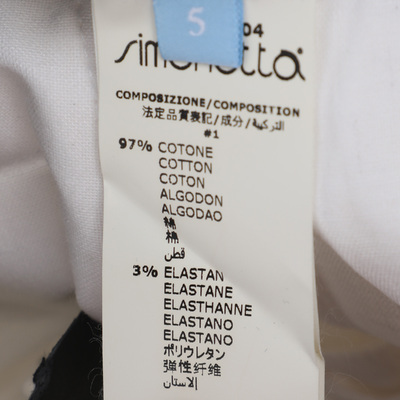 5
04
simonetta
COMPOSIZIONE/COMPOSITION
法定品質表記/成分/التركيبة
#1
97% COTONE
COTTON
COTON
ALGODON
ALGODAO
綿
棉
قطن
3% ELASTAN
ELASTANE
ELASTHANNE
ELASTANO
ELASTANO
ポリウレタン
弹性纤维
الاستان